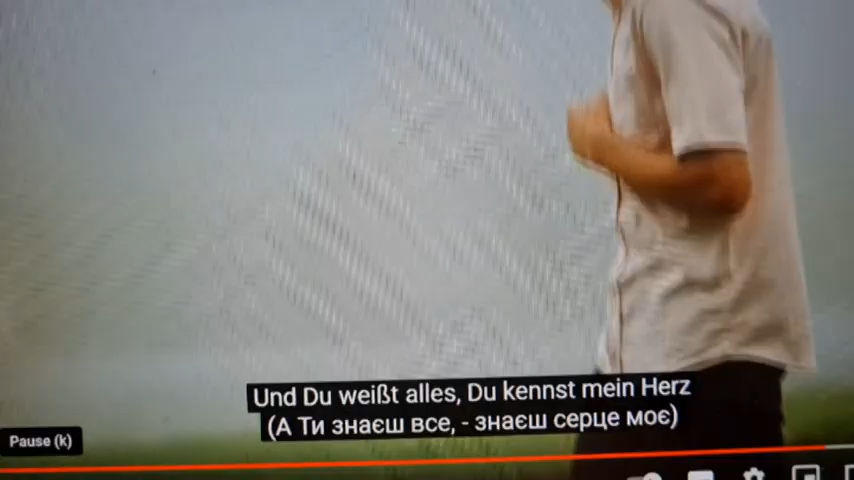 Und Du weißt alles, Du kennst mein Herz
(А Ти знаєш все, - знаєш серце моє)
Pause (k)